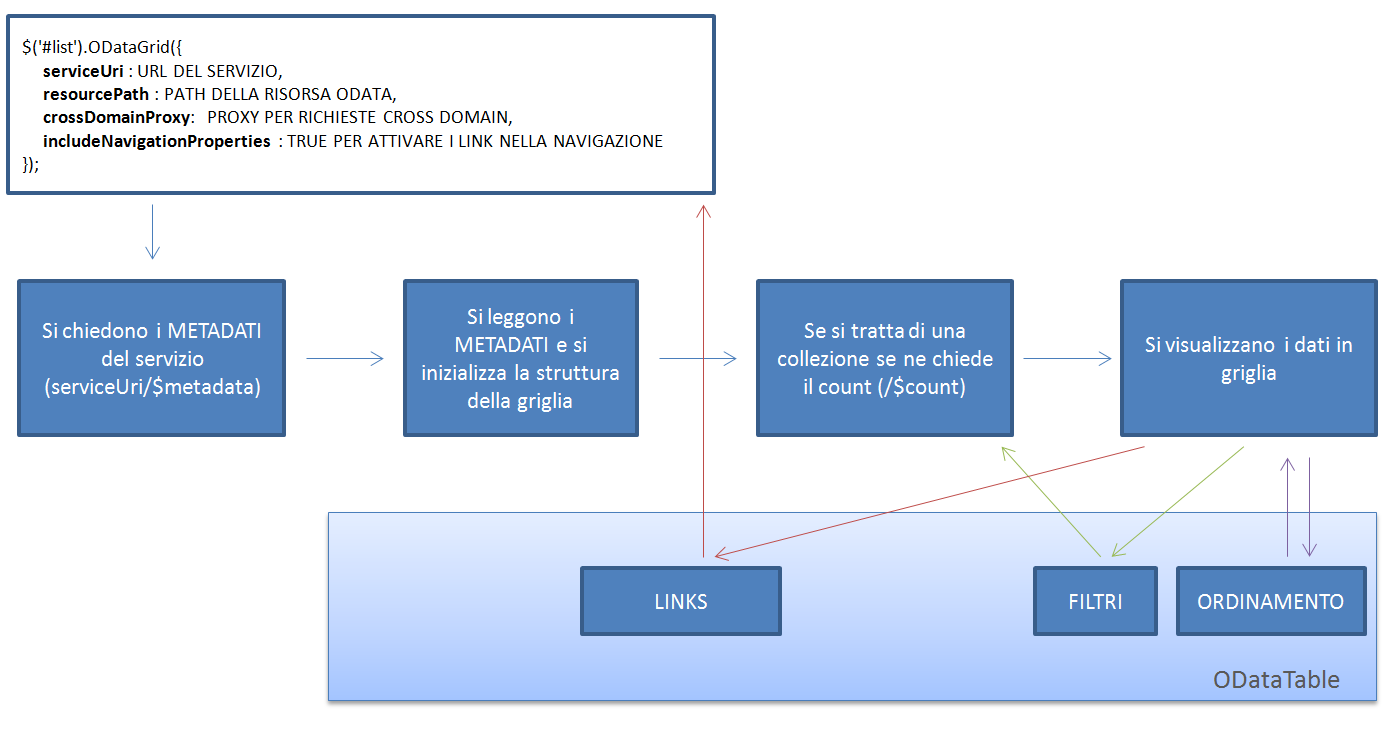 $('#list').ODataGrid({
serviceUri : URL DEL SERVIZIO,
resourcePath : PATH DELLA RISORSA ODATA,
crossDomainProxy: PROXY PER RICHIESTE CROSS DOMAIN,
includeNavigationProperties : TRUE PER ATTIVARE I LINK NELLA NAVIGAZIONE
});
Si chiedono i METADATI
del servizio
(serviceUri/$metadata)
Si leggono i
METADATI e si
inizializza la struttura
della griglia
Se si tratta di una
collezione se ne chiede
il count (/$count)
Si visualizzano i dati in
griglia
LINKS
FILTRI
ORDINAMENTO
ODataTable